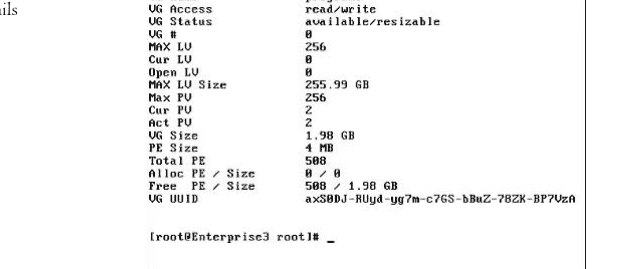 ils
VG Access read/write
VG Status available/resizable
VG # 0
MAX LV 256
Cur LV 0
Open LV 0
MAX LV Size 255.99 GB
Max PV 256
Cur PV 2
Act PV 2
VG Size 1.98 GB
PE Size 4 MB
Total PE 508
Alloc PE / Size 0 / 0
Free PE / Size 508 / 1.98 GB
VG UUID axS0DJ-RUyd-yg7m-c7GS-bBuZ-78ZK-BP7VzA
[root@Enterprise3 root]# _